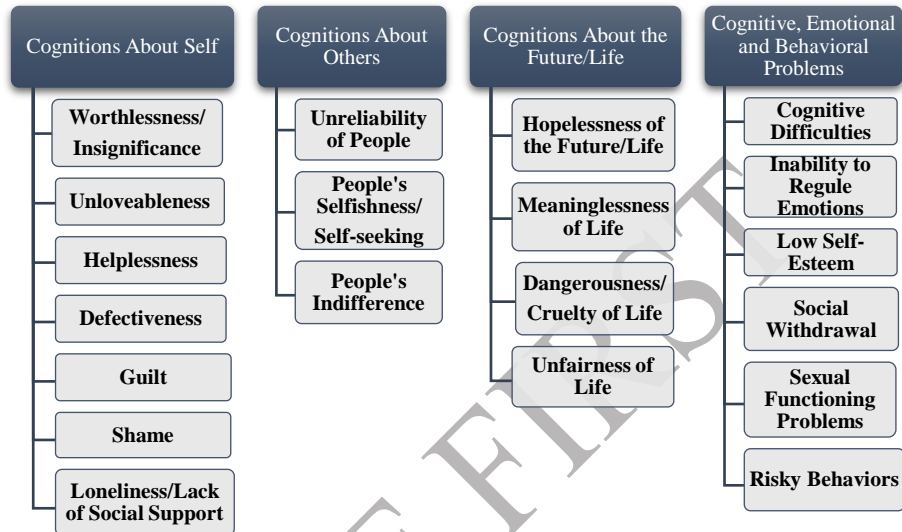 Cognitions About Self
Worthlessness/
Insignificance
Unloveableness
Helplessness
Defectiveness
Guilt
Shame
Loneliness/Lack
of Social Support
Cognitions About
Others
Unreliability
of People
People's
Selfishness/
Self-seeking
People's
Indifference
Cognitions About the
Future/Life
Hopelessness of
the Future/Life
Meaninglessness
of Life
Dangerousness/
Cruelty of Life
Unfairness of
Life
Cognitive, Emotional
and Behavioral
Problems
Cognitive
Difficulties
Inability to
Regule
Emotions
Low Self-
Esteem
Social
Withdrawal
Sexual
Functioning
Problems
Risky Behaviors
FIRST